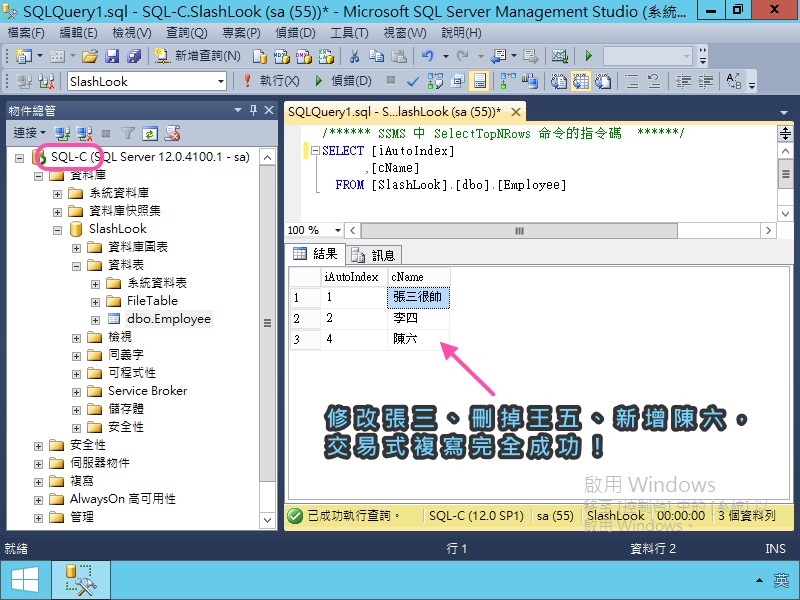 SQLQuery1.sql - SQL-C.SlashLook (sa (55))* - Microsoft SQL Server Management Studio (系統...
檔案(F) 編輯(E) 檢視(V) 查詢(Q) 專案(P) 偵錯(D) 工具(T) 視窗(W) 說明(H)
新增查詢(N)
SlashLook 執行(X) 偵錯(D)
物件總管
連接
SQL-C (SQL Server 12.0.4100.1 - sa)
資料庫
系統資料庫
資料庫快照集
SlashLook
資料庫圖表
資料表
系統資料表
FileTable
dbo.Employee
檢視
同義字
可程式性
Service Broker
儲存體
安全性
安全性
伺服器物件
複寫
AlwaysOn 高可用性
管理
SQLQuery1.sql - S...lashLook (sa (55))*
/****** SSMS 中 SelectTopNRows 命令的指令碼 ******/
SELECT [iAutoIndex]
,[cName]
FROM [SlashLook].[dbo].[Employee]
100 %
結果 訊息
iAutoIndex cName
1 1 張三很帥
2 2 李四
3 4 陳六
修改張三、刪掉王五、新增陳六，
交易式複寫完全成功！
啟用 Windows
啟用 Windows。
已成功執行查詢。 SQL-C (12.0 SP1) sa (55) SlashLook 00:00:00 3 個資料列
就緒 行 1 資料行 2 INS
英